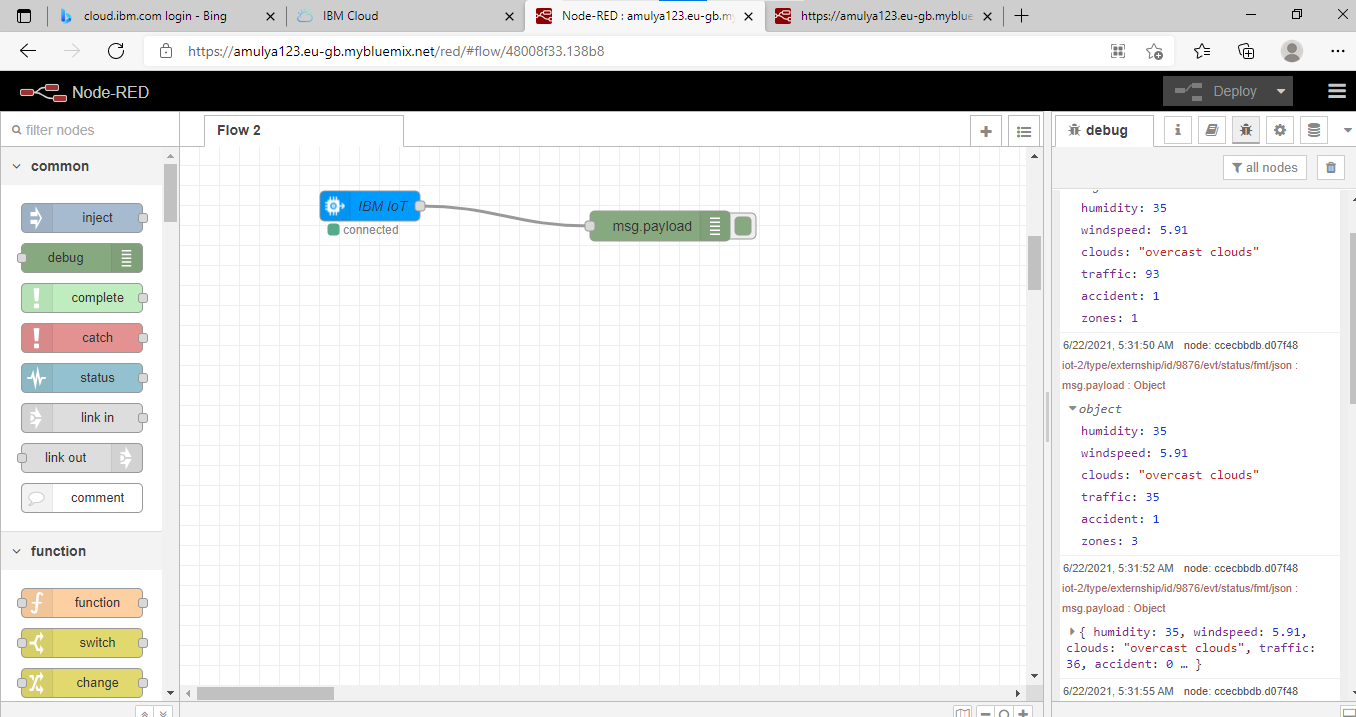 cloud.ibm.com login - Bing
IBM Cloud
Node-RED : amulya123.eu-gb.my
https://amulya123.eu-gb.myblue
https://amulya123.eu-gb.mybluemix.net/red/#flow/48008f33.138b8
Node-RED
Deploy
filter nodes
Flow 2
debug
i
all nodes
common
inject
debug
complete
catch
status
link in
link out
comment
function
function
switch
change
IBM IoT
connected
msg.payload
humidity: 35
windspeed: 5.91
clouds: "overcast clouds"
traffic: 93
accident: 1
zones: 1
6/22/2021, 5:31:50 AM node: ccecbbdb.d07f48
iot-2/type/externship/id/9876/evt/status/fmt/json :
msg.payload : Object
object
humidity: 35
windspeed: 5.91
clouds: "overcast clouds"
traffic: 35
accident: 1
zones: 3
6/22/2021, 5:31:52 AM node: ccecbbdb.d07f48
iot-2/type/externship/id/9876/evt/status/fmt/json :
msg.payload : Object
{ humidity: 35, windspeed: 5.91,
clouds: "overcast clouds", traffic:
36, accident: 0 … }
6/22/2021, 5:31:55 AM node: ccecbbdb.d07f48